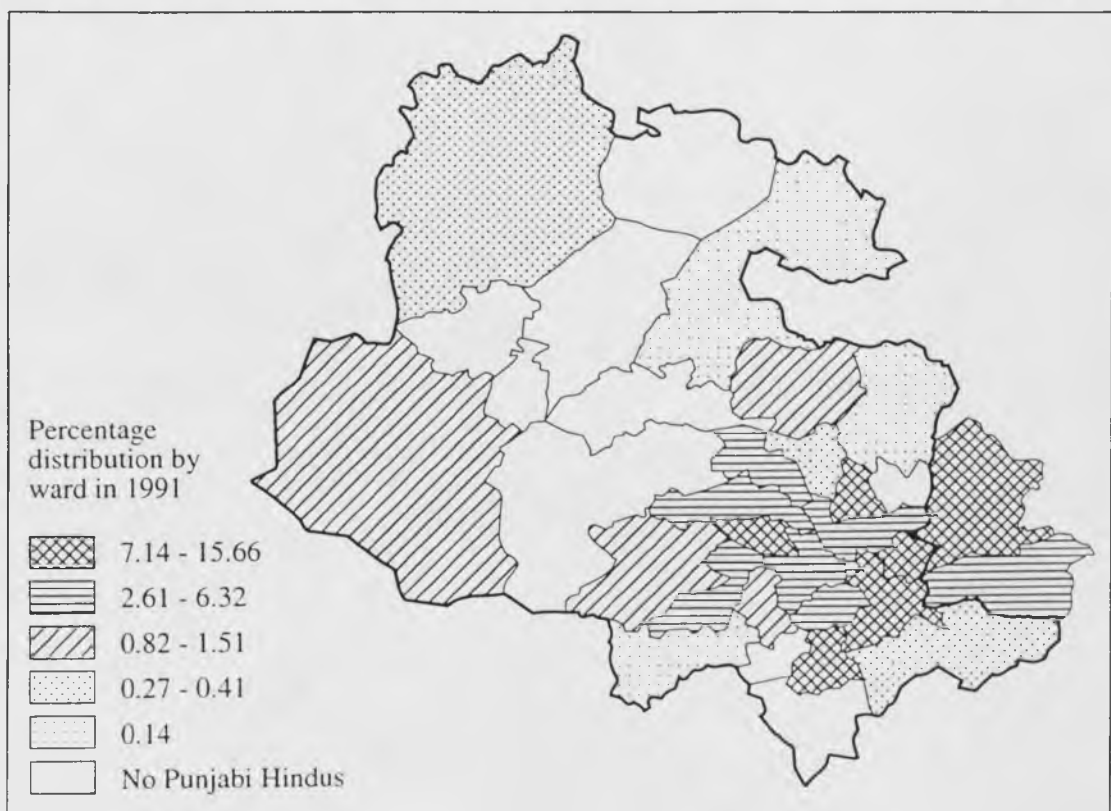 Percentage
distribution by
ward in 1991
7.14 - 15.66
2.61 - 6.32
0.82 - 1.51
0.27 - 0.41
0.14
No Punjabi Hindus